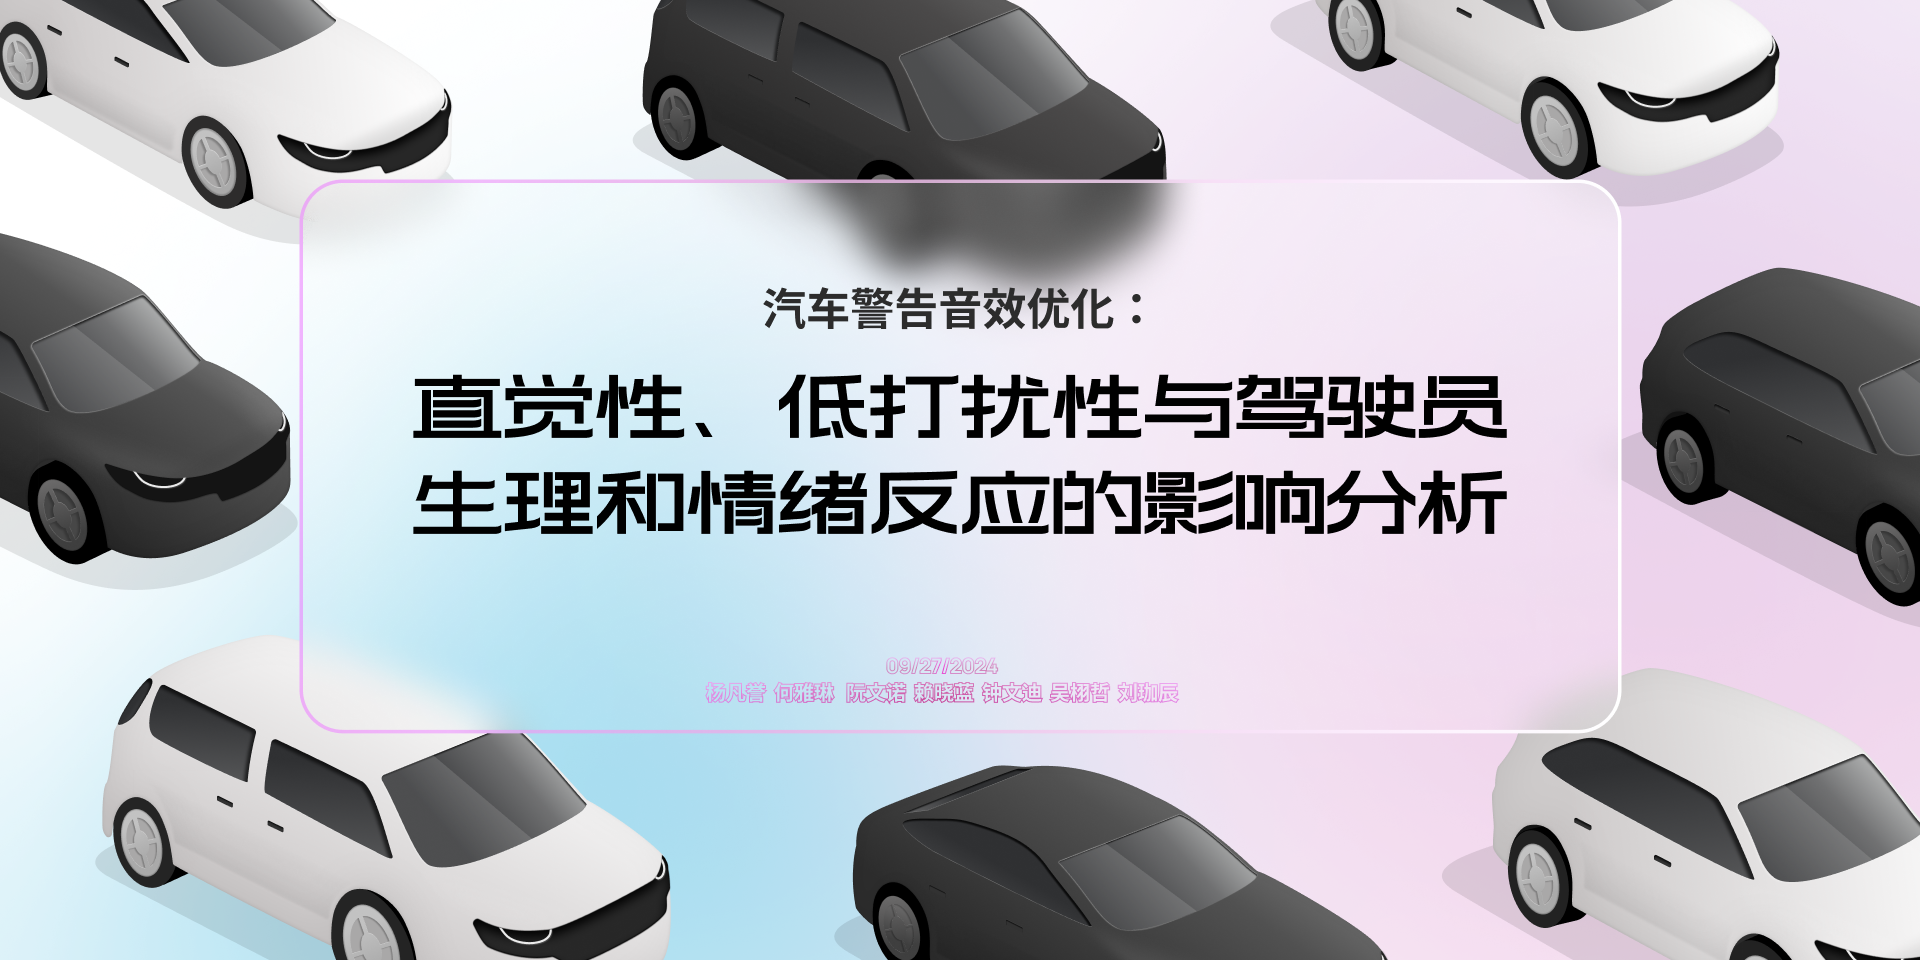 汽车警告音效优化：
直觉性、低打扰性与驾驶员
生理和情绪反应的影响分析
09/27/2024
杨凡誉 何雅琳 阮文诺 赖晓蓝 钟文迪 吴栩哲 刘珈辰